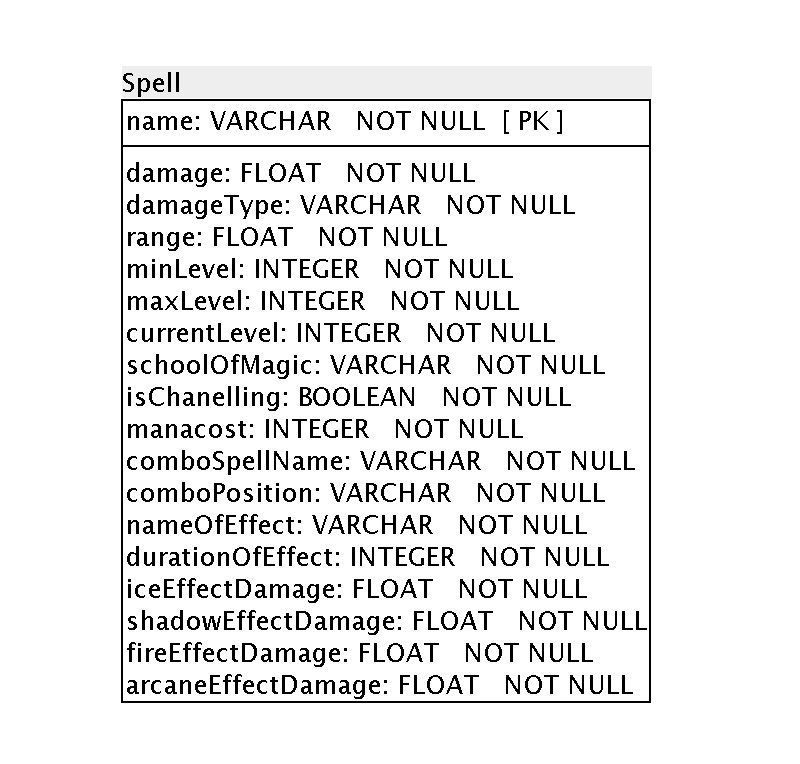 Spell
name: VARCHAR NOT NULL [ PK ]
damage: FLOAT NOT NULL
damageType: VARCHAR NOT NULL
range: FLOAT NOT NULL
minLevel: INTEGER NOT NULL
maxLevel: INTEGER NOT NULL
currentLevel: INTEGER NOT NULL
schoolOfMagic: VARCHAR NOT NULL
isChanelling: BOOLEAN NOT NULL
manacost: INTEGER NOT NULL
comboSpellName: VARCHAR NOT NULL
comboPosition: VARCHAR NOT NULL
nameOfEffect: VARCHAR NOT NULL
durationOfEffect: INTEGER NOT NULL
iceEffectDamage: FLOAT NOT NULL
shadowEffectDamage: FLOAT NOT NULL
fireEffectDamage: FLOAT NOT NULL
arcaneEffectDamage: FLOAT NOT NULL